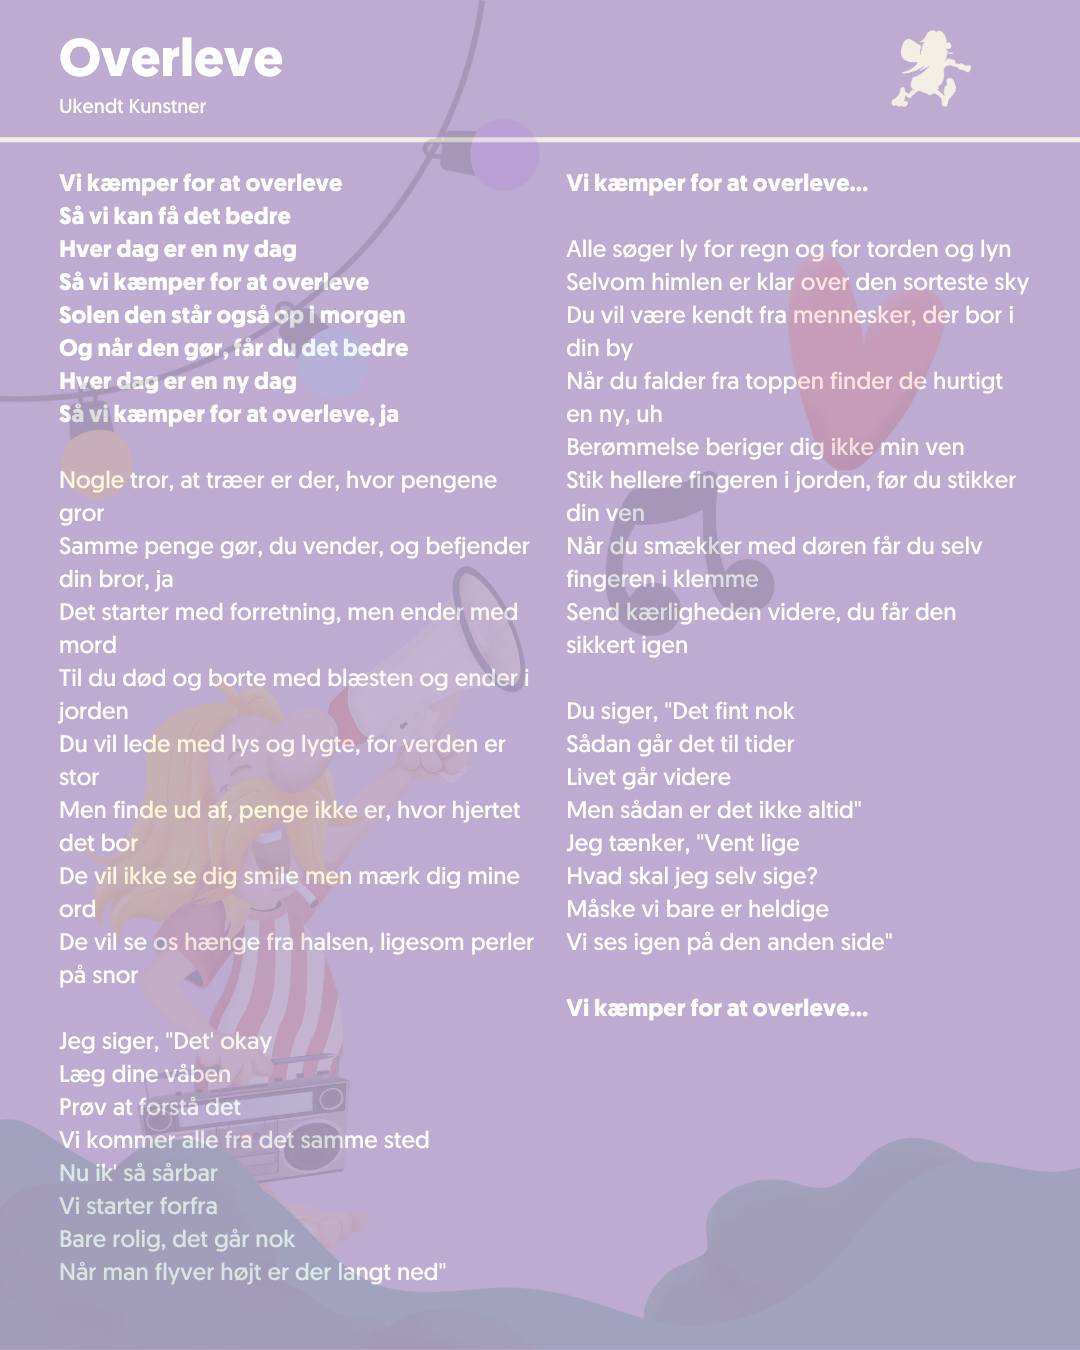 Overleve
Ukendt Kunstner
Vi kæmper for at overleve
Så vi kan få det bedre
Hver dag er en ny dag
Så vi kæmper for at overleve
Solen den står også op i morgen
Og når den gør, får du det bedre
Hver dag er en ny dag
Så vi kæmper for at overleve, ja
Nogle tror, at træer er der, hvor pengene
gror
Samme penge gør, du vender, og befjender
din bror, ja
Det starter med forretning, men ender med
mord
Til du død og borte med blæsten og ender i
jorden
Du vil lede med lys og lygte, for verden er
stor
Men finde ud af, penge ikke er, hvor hjertet
det bor
De vil ikke se dig smile men mærk dig mine
ord
De vil se os hænge fra halsen, ligesom perler
på snor
Jeg siger, "Det' okay
Læg dine våben
Prøv at forstå det
Vi kommer alle fra det samme sted
Nu ik' så sårbar
Vi starter forfra
Bare rolig, det går nok
Når man flyver højt er der langt ned"
Vi kæmper for at overleve...
Alle søger ly for regn og for torden og lyn
Selvom himlen er klar over den sorteste sky
Du vil være kendt fra mennesker, der bor i
din by
Når du falder fra toppen finder de hurtigt
en ny, uh
Berømmelse beriger dig ikke min ven
Stik hellere fingeren i jorden, før du stikker
din ven
Når du smækker med døren får du selv
fingeren i klemme
Send kærligheden videre, du får den
sikkert igen
Du siger, "Det fint nok
Sådan går det til tider
Livet går videre
Men sådan er det ikke altid"
Jeg tænker, "Vent lige
Hvad skal jeg selv sige?
Måske vi bare er heldige
Vi ses igen på den anden side"
Vi kæmper for at overleve...